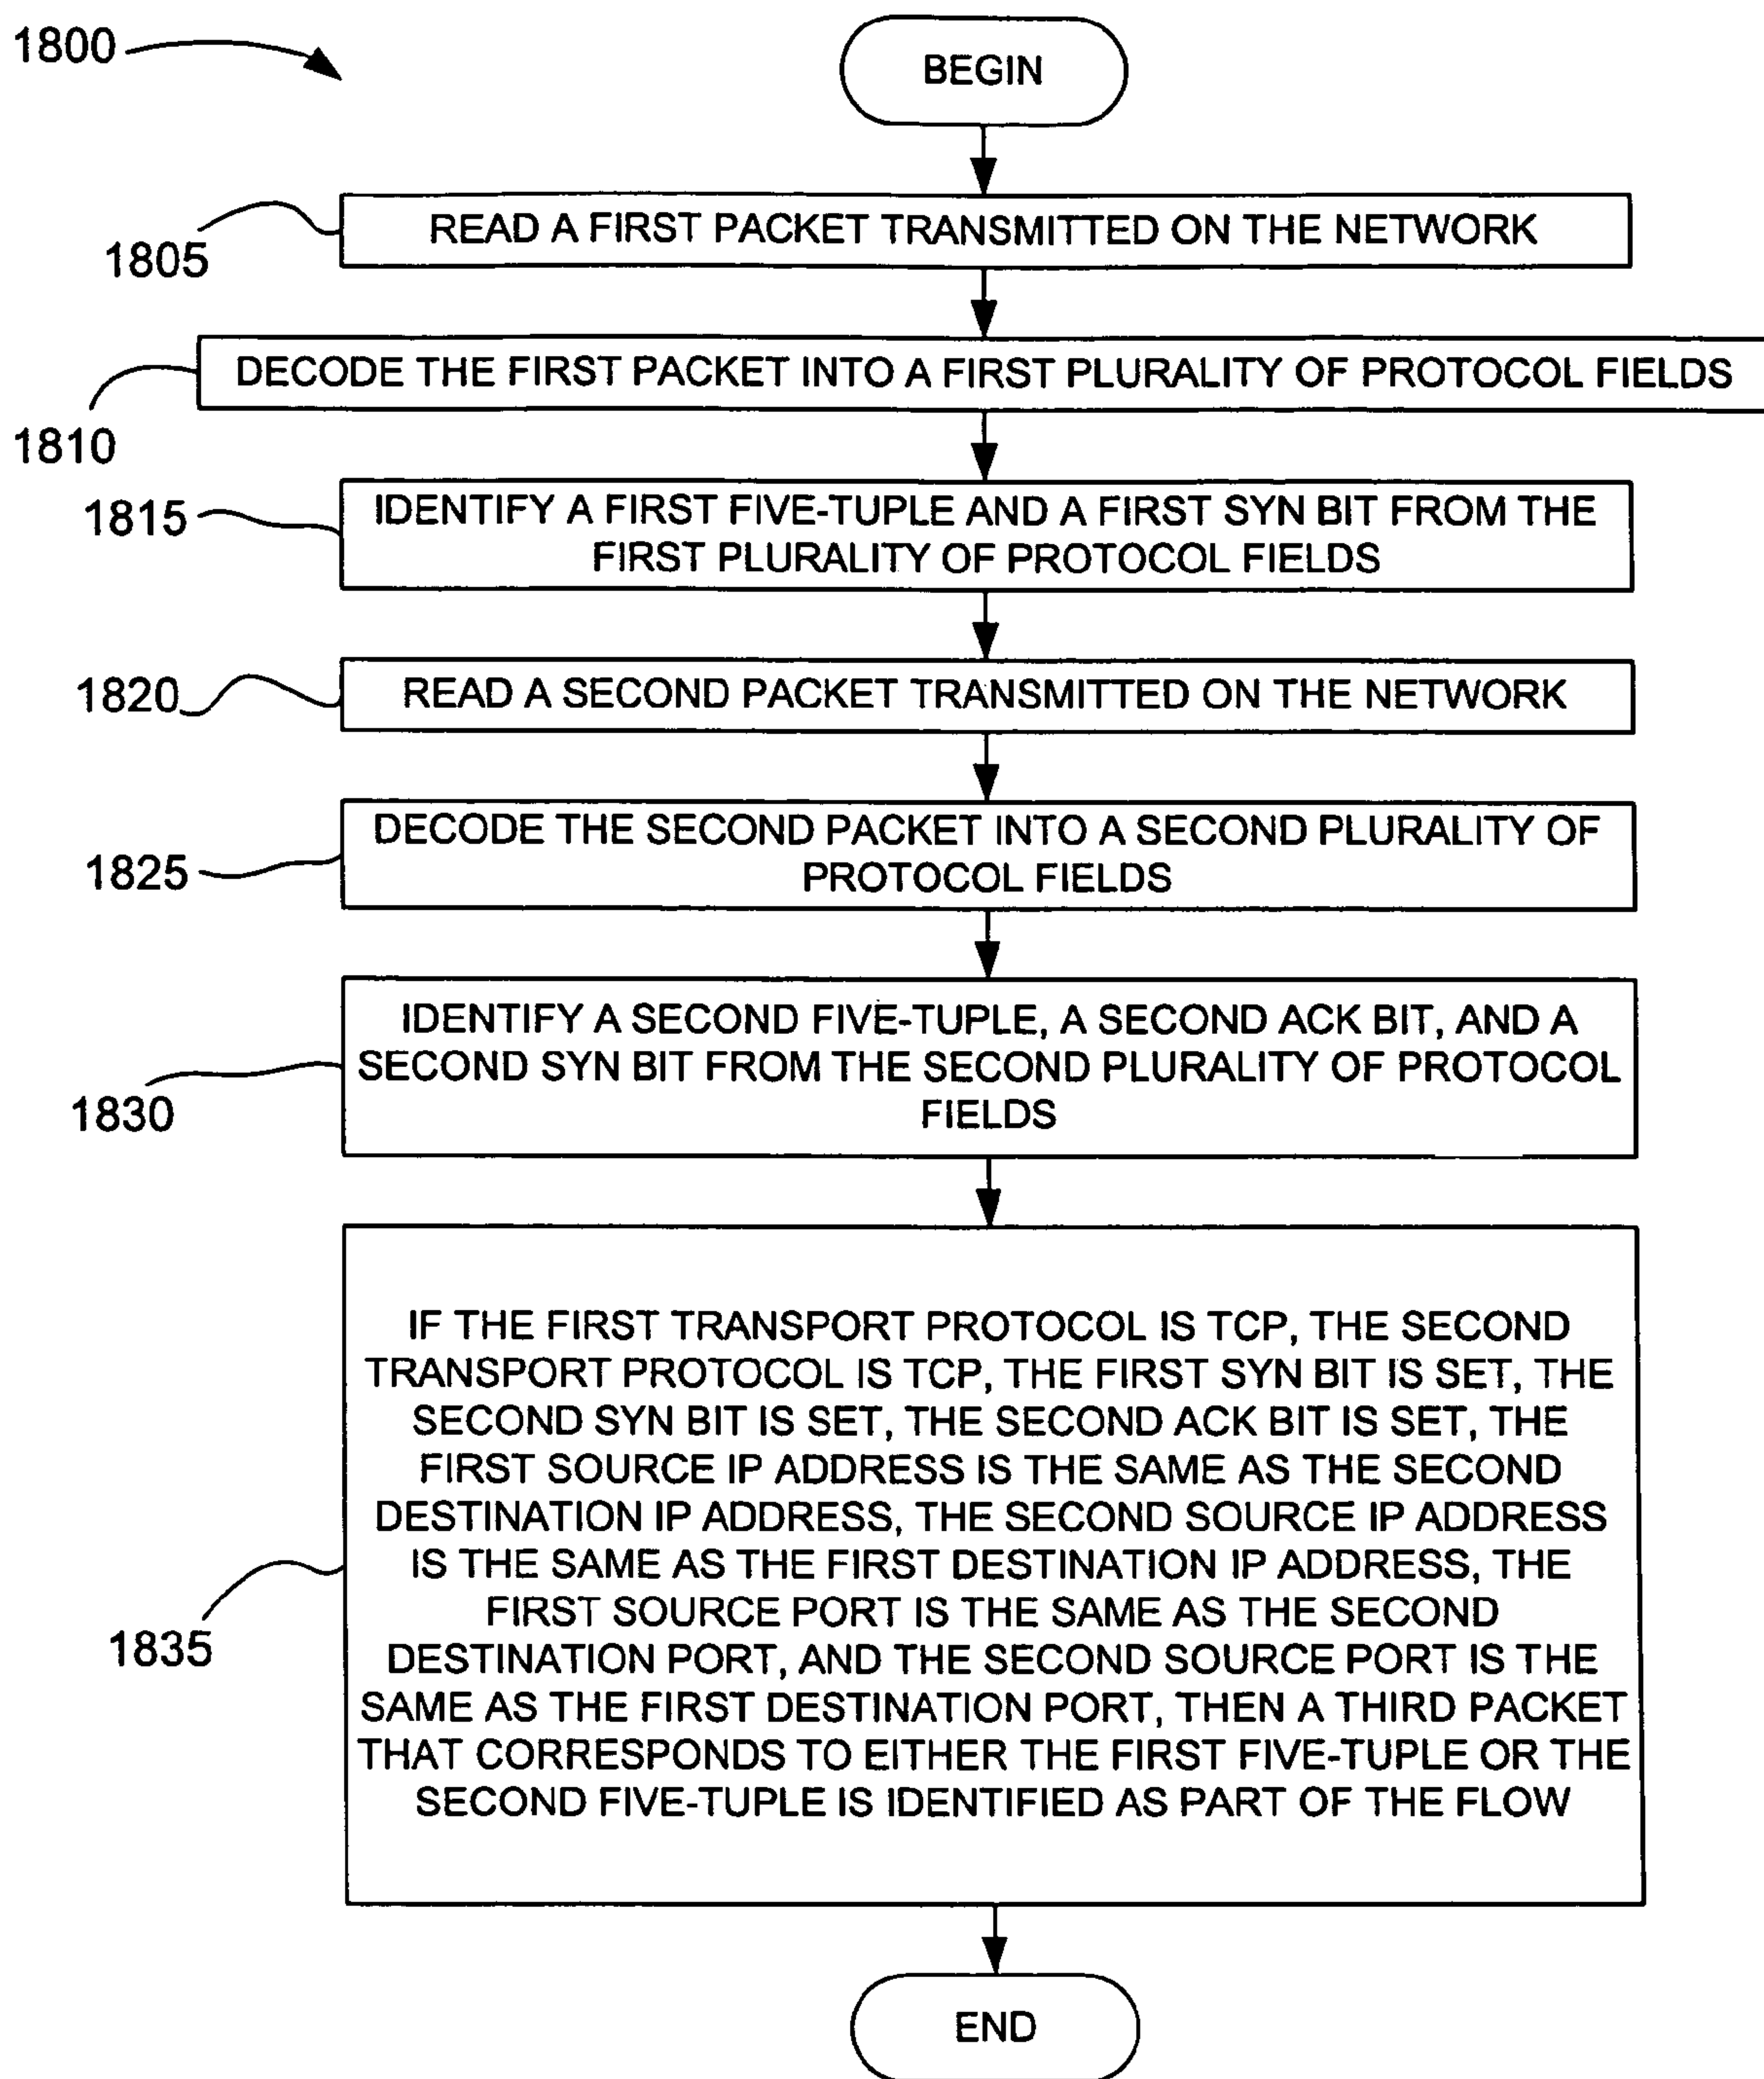 1800
BEGIN
READ A FIRST PACKET TRANSMITTED ON THE NETWORK
1805
DECODE THE FIRST PACKET INTO A FIRST PLURALITY OF PROTOCOL FIELDS
1810
IDENTIFY A FIRST FIVE-TUPLE AND A FIRST SYN BIT FROM THE
FIRST PLURALITY OF PROTOCOL FIELDS
1815
READ A SECOND PACKET TRANSMITTED ON THE NETWORK
1820
DECODE THE SECOND PACKET INTO A SECOND PLURALITY OF
PROTOCOL FIELDS
1825
IDENTIFY A SECOND FIVE-TUPLE, A SECOND ACK BIT, AND A
SECOND SYN BIT FROM THE SECOND PLURALITY OF PROTOCOL
FIELDS
1830
IF THE FIRST TRANSPORT PROTOCOL IS TCP, THE SECOND
TRANSPORT PROTOCOL IS TCP, THE FIRST SYN BIT IS SET, THE
SECOND SYN BIT IS SET, THE SECOND ACK BIT IS SET, THE
FIRST SOURCE IP ADDRESS IS THE SAME AS THE SECOND
DESTINATION IP ADDRESS, THE SECOND SOURCE IP ADDRESS
IS THE SAME AS THE FIRST DESTINATION IP ADDRESS, THE
FIRST SOURCE PORT IS THE SAME AS THE SECOND
DESTINATION PORT, AND THE SECOND SOURCE PORT IS THE
SAME AS THE FIRST DESTINATION PORT, THEN A THIRD PACKET
THAT CORRESPONDS TO EITHER THE FIRST FIVE-TUPLE OR THE
SECOND FIVE-TUPLE IS IDENTIFIED AS PART OF THE FLOW
1835
END